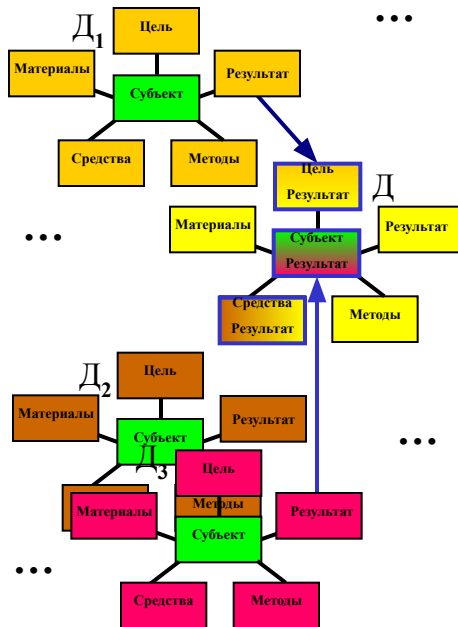 ...
Д1
Цель
Материалы
Результат
Субъект
Средства
Методы
Цель
Результат
Д
Материалы
Субъект
Результат
Результат
...
Средства
Результат
Методы
Д2
Цель
Материалы
Результат
Субъект
...
Д3
Цель
Методы
Материалы
Результат
Субъект
...
Средства
Методы